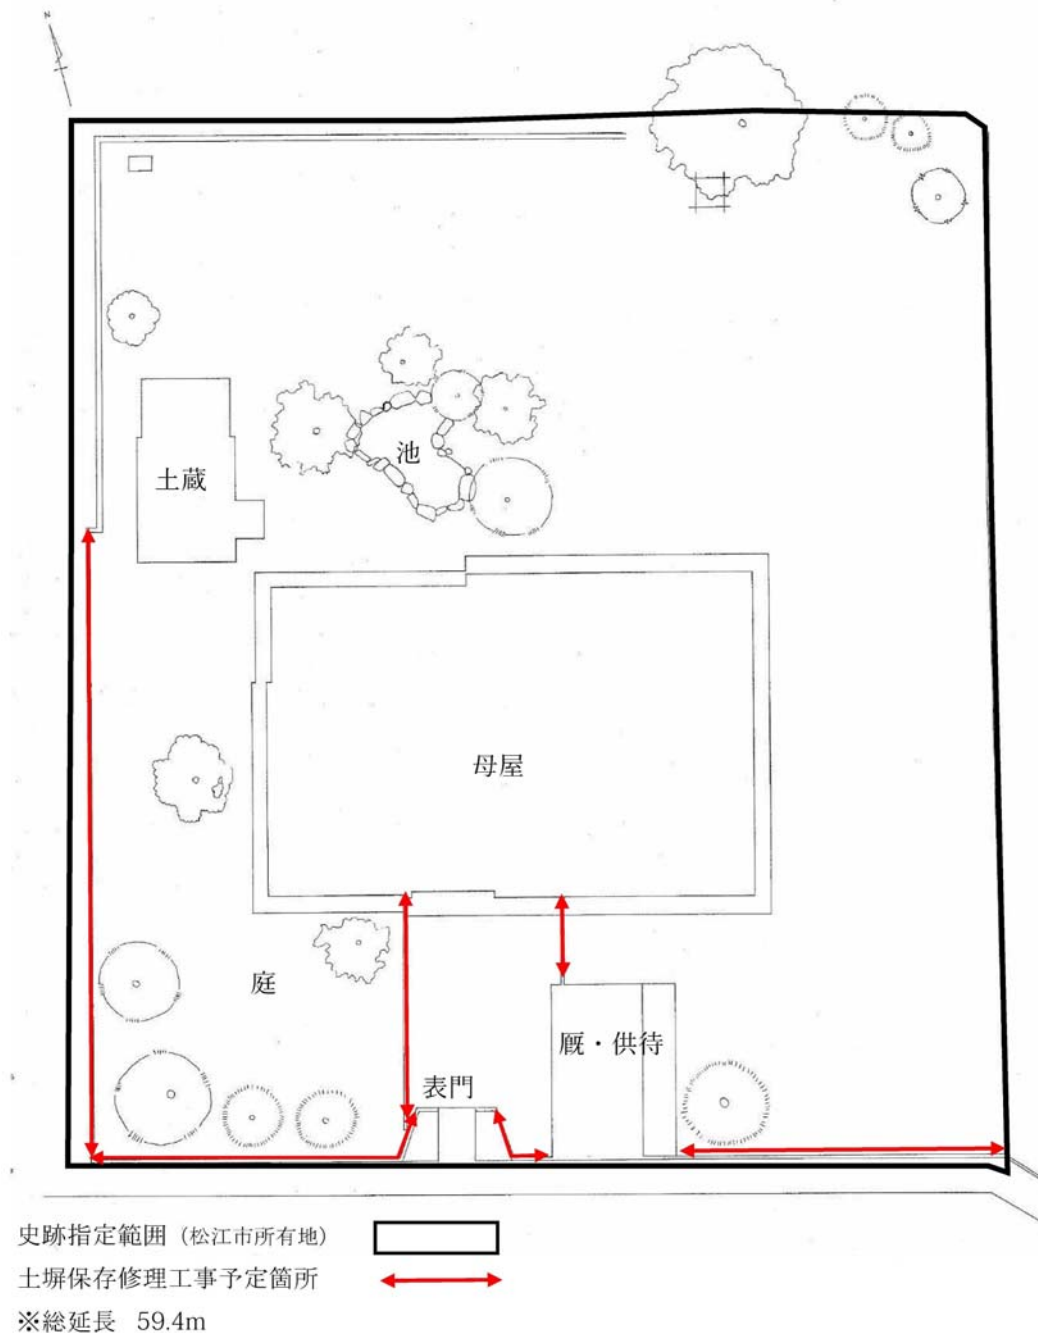 N
池
土蔵
母屋
庭
厩・供待
表門
史跡指定範囲(松江市所有地)
土塀保存修理工事予定箇所
※総延長 59.4m